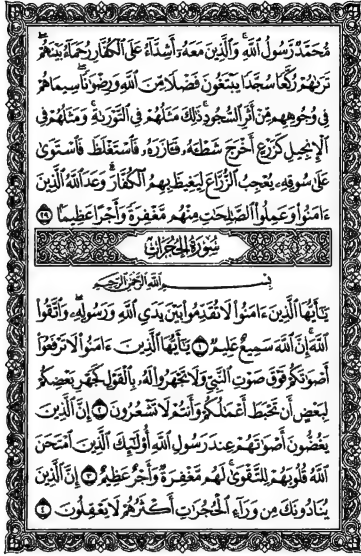 مُّحَمَّدٌ رَّسُولُ ٱللَّهِ ۚ وَٱلَّذِينَ مَعَهُۥٓ أَشِدَّآءُ عَلَى ٱلْكُفَّارِ رُحَمَآءُ بَيْنَهُمْ ۖ
تَرَىٰهُمْ رُكَّعًا سُجَّدًا يَبْتَغُونَ فَضْلًا مِّنَ ٱللَّهِ وَرِضْوَٰنًا ۖ سِيمَاهُمْ
فِى وُجُوهِهِم مِّنْ أَثَرِ ٱلسُّجُودِ ۚ ذَٰلِكَ مَثَلُهُمْ فِى ٱلتَّوْرَىٰةِ ۚ وَمَثَلُهُمْ فِى
ٱلْإِنجِيلِ كَزَرْعٍ أَخْرَجَ شَطْـَٔهُۥ فَـَٔازَرَهُۥ فَٱسْتَغْلَظَ فَٱسْتَوَىٰ
عَلَىٰ سُوقِهِۦ يُعْجِبُ ٱلزُّرَّاعَ لِيَغِيظَ بِهِمُ ٱلْكُفَّارَ ۗ وَعَدَ ٱللَّهُ ٱلَّذِينَ
ءَامَنُوا۟ وَعَمِلُوا۟ ٱلصَّٰلِحَٰتِ مِنْهُم مَّغْفِرَةً وَأَجْرًا عَظِيمًۢا ٢٩
سُورَةُ الْحُجُرَاتِ
بِسْمِ ٱللَّهِ ٱلرَّحْمَٰنِ ٱلرَّحِيمِ
يَٰٓأَيُّهَا ٱلَّذِينَ ءَامَنُوا۟ لَا تُقَدِّمُوا۟ بَيْنَ يَدَىِ ٱللَّهِ وَرَسُولِهِۦ ۖ وَٱتَّقُوا۟
ٱللَّهَ ۚ إِنَّ ٱللَّهَ سَمِيعٌ عَلِيمٌ ١ يَٰٓأَيُّهَا ٱلَّذِينَ ءَامَنُوا۟ لَا تَرْفَعُوٓا۟
أَصْوَٰتَكُمْ فَوْقَ صَوْتِ ٱلنَّبِىِّ وَلَا تَجْهَرُوا۟ لَهُۥ بِٱلْقَوْلِ كَجَهْرِ بَعْضِكُمْ
لِبَعْضٍ أَن تَحْبَطَ أَعْمَٰلُكُمْ وَأَنتُمْ لَا تَشْعُرُونَ ٢ إِنَّ ٱلَّذِينَ
يَغُضُّونَ أَصْوَٰتَهُمْ عِندَ رَسُولِ ٱللَّهِ أُو۟لَٰٓئِكَ ٱلَّذِينَ ٱمْتَحَنَ
ٱللَّهُ قُلُوبَهُمْ لِلتَّقْوَىٰ ۚ لَهُم مَّغْفِرَةٌ وَأَجْرٌ عَظِيمٌ ٣ إِنَّ ٱلَّذِينَ
يُنَادُونَكَ مِن وَرَآءِ ٱلْحُجُرَٰتِ أَكْثَرُهُمْ لَا يَعْقِلُونَ ٤